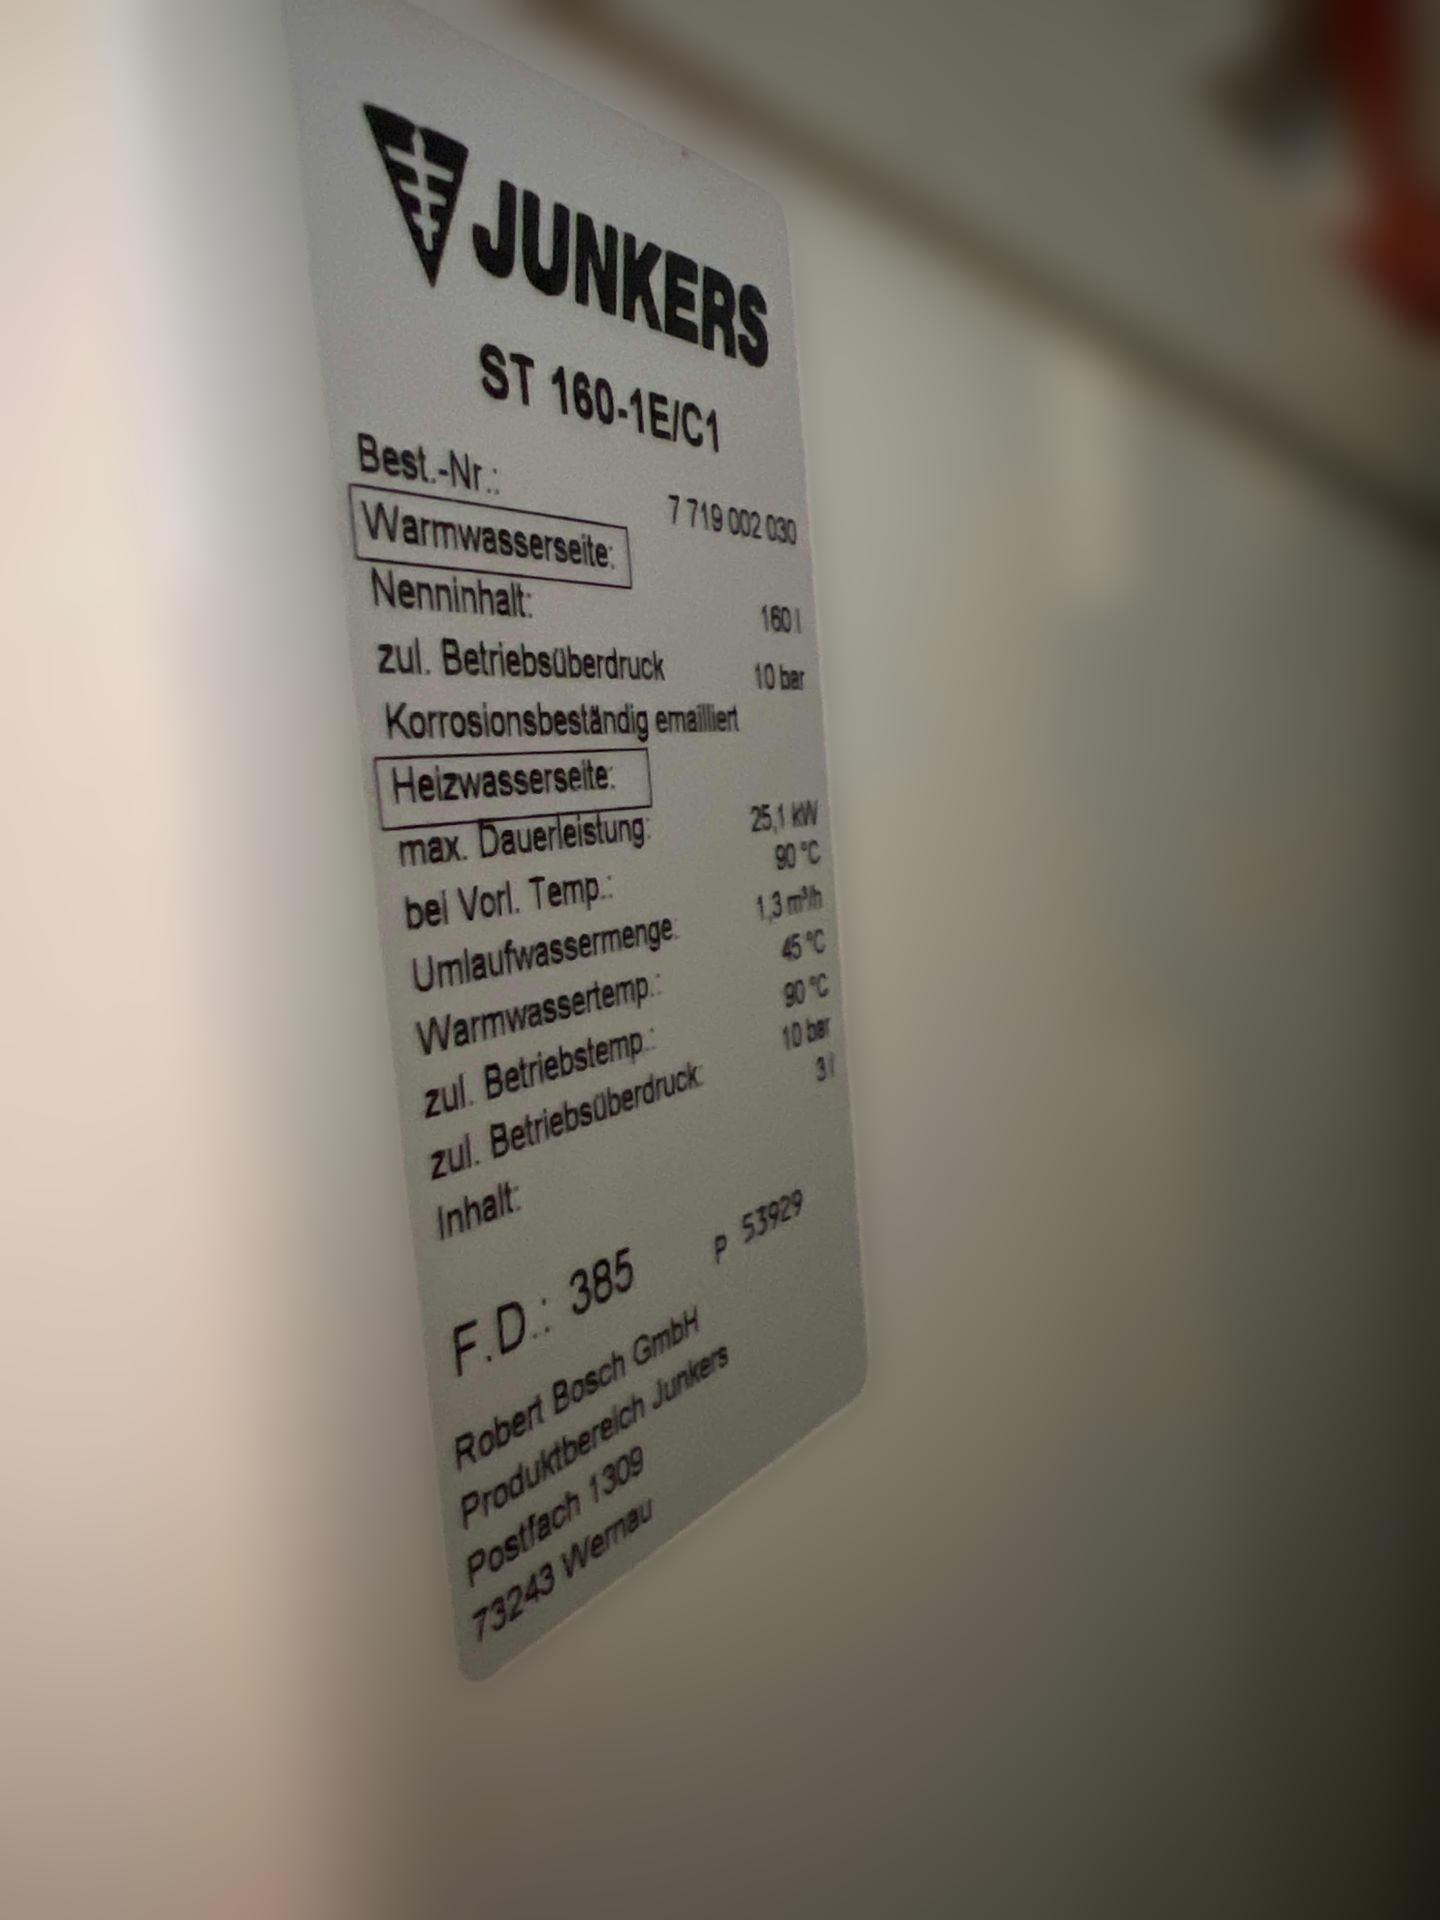 JUNKERS
ST 160-1E/C1
Best.-Nr.: 7 719 002 030
Warmwasserseite:
Nenninhalt: 160 l
zul. Betriebsüberdruck 10 bar
Korrosionsbeständig emailliert
Heizwasserseite:
max. Dauerleistung: 25,1 kW
bei Vorl. Temp.: 90 °C
Umlaufwassermenge: 1,3 m³/h
Warmwassertemp.: 45 °C
zul. Betriebstemp.: 90 °C
zul. Betriebsüberdruck: 10 bar
Inhalt: 3 l
F.D.: 385 P 53929
Robert Bosch GmbH
Produktbereich Junkers
Postfach 1309
73243 Wernau